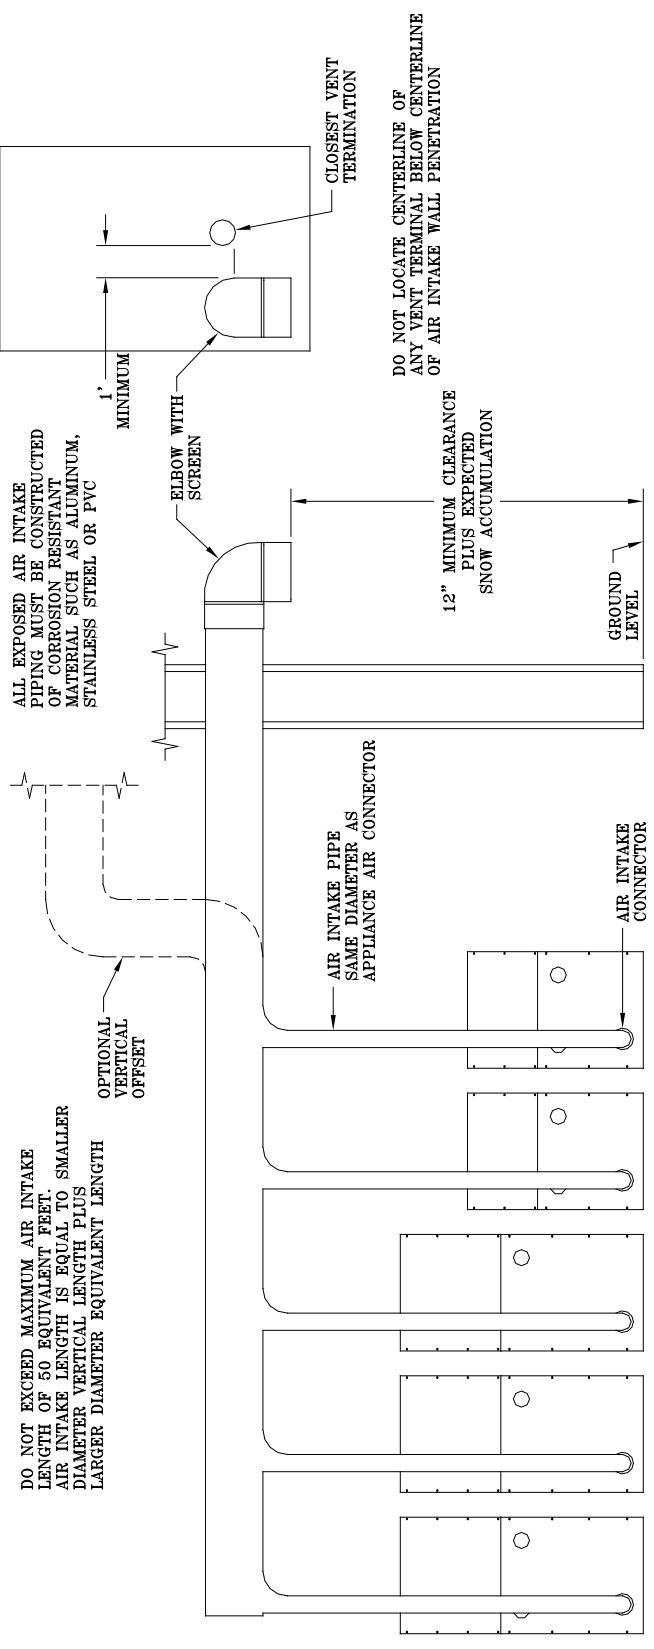 DO NOT EXCEED MAXIMUM AIR INTAKE
LENGTH OF 50 EQUIVALENT FEET.
AIR INTAKE LENGTH IS EQUAL TO SMALLER
DIAMETER VERTICAL LENGTH PLUS
LARGER DIAMETER EQUIVALENT LENGTH
OPTIONAL
VERTICAL
OFFSET
ALL EXPOSED AIR INTAKE
PIPING MUST BE CONSTRUCTED
OF CORROSION RESISTANT
MATERIAL SUCH AS ALUMINUM,
STAINLESS STEEL OR PVC
1'
MINIMUM
ELBOW WITH
SCREEN
CLOSEST VENT
TERMINATION
DO NOT LOCATE CENTERLINE OF
ANY VENT TERMINAL BELOW CENTERLINE
OF AIR INTAKE WALL PENETRATION
12" MINIMUM CLEARANCE
PLUS EXPECTED
SNOW ACCUMULATION
GROUND
LEVEL
AIR INTAKE PIPE
SAME DIAMETER AS
APPLIANCE AIR CONNECTOR
AIR INTAKE
CONNECTOR